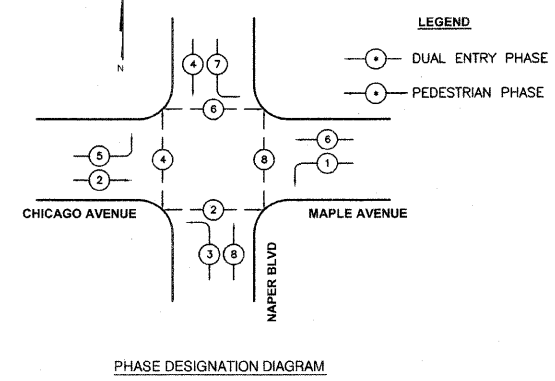 LEGEND
* DUAL ENTRY PHASE
* PEDESTRIAN PHASE
N
4 7
6
6
5
4
8
1
2
2
CHICAGO AVENUE
MAPLE AVENUE
3 8
NAPER BLVD
PHASE DESIGNATION DIAGRAM